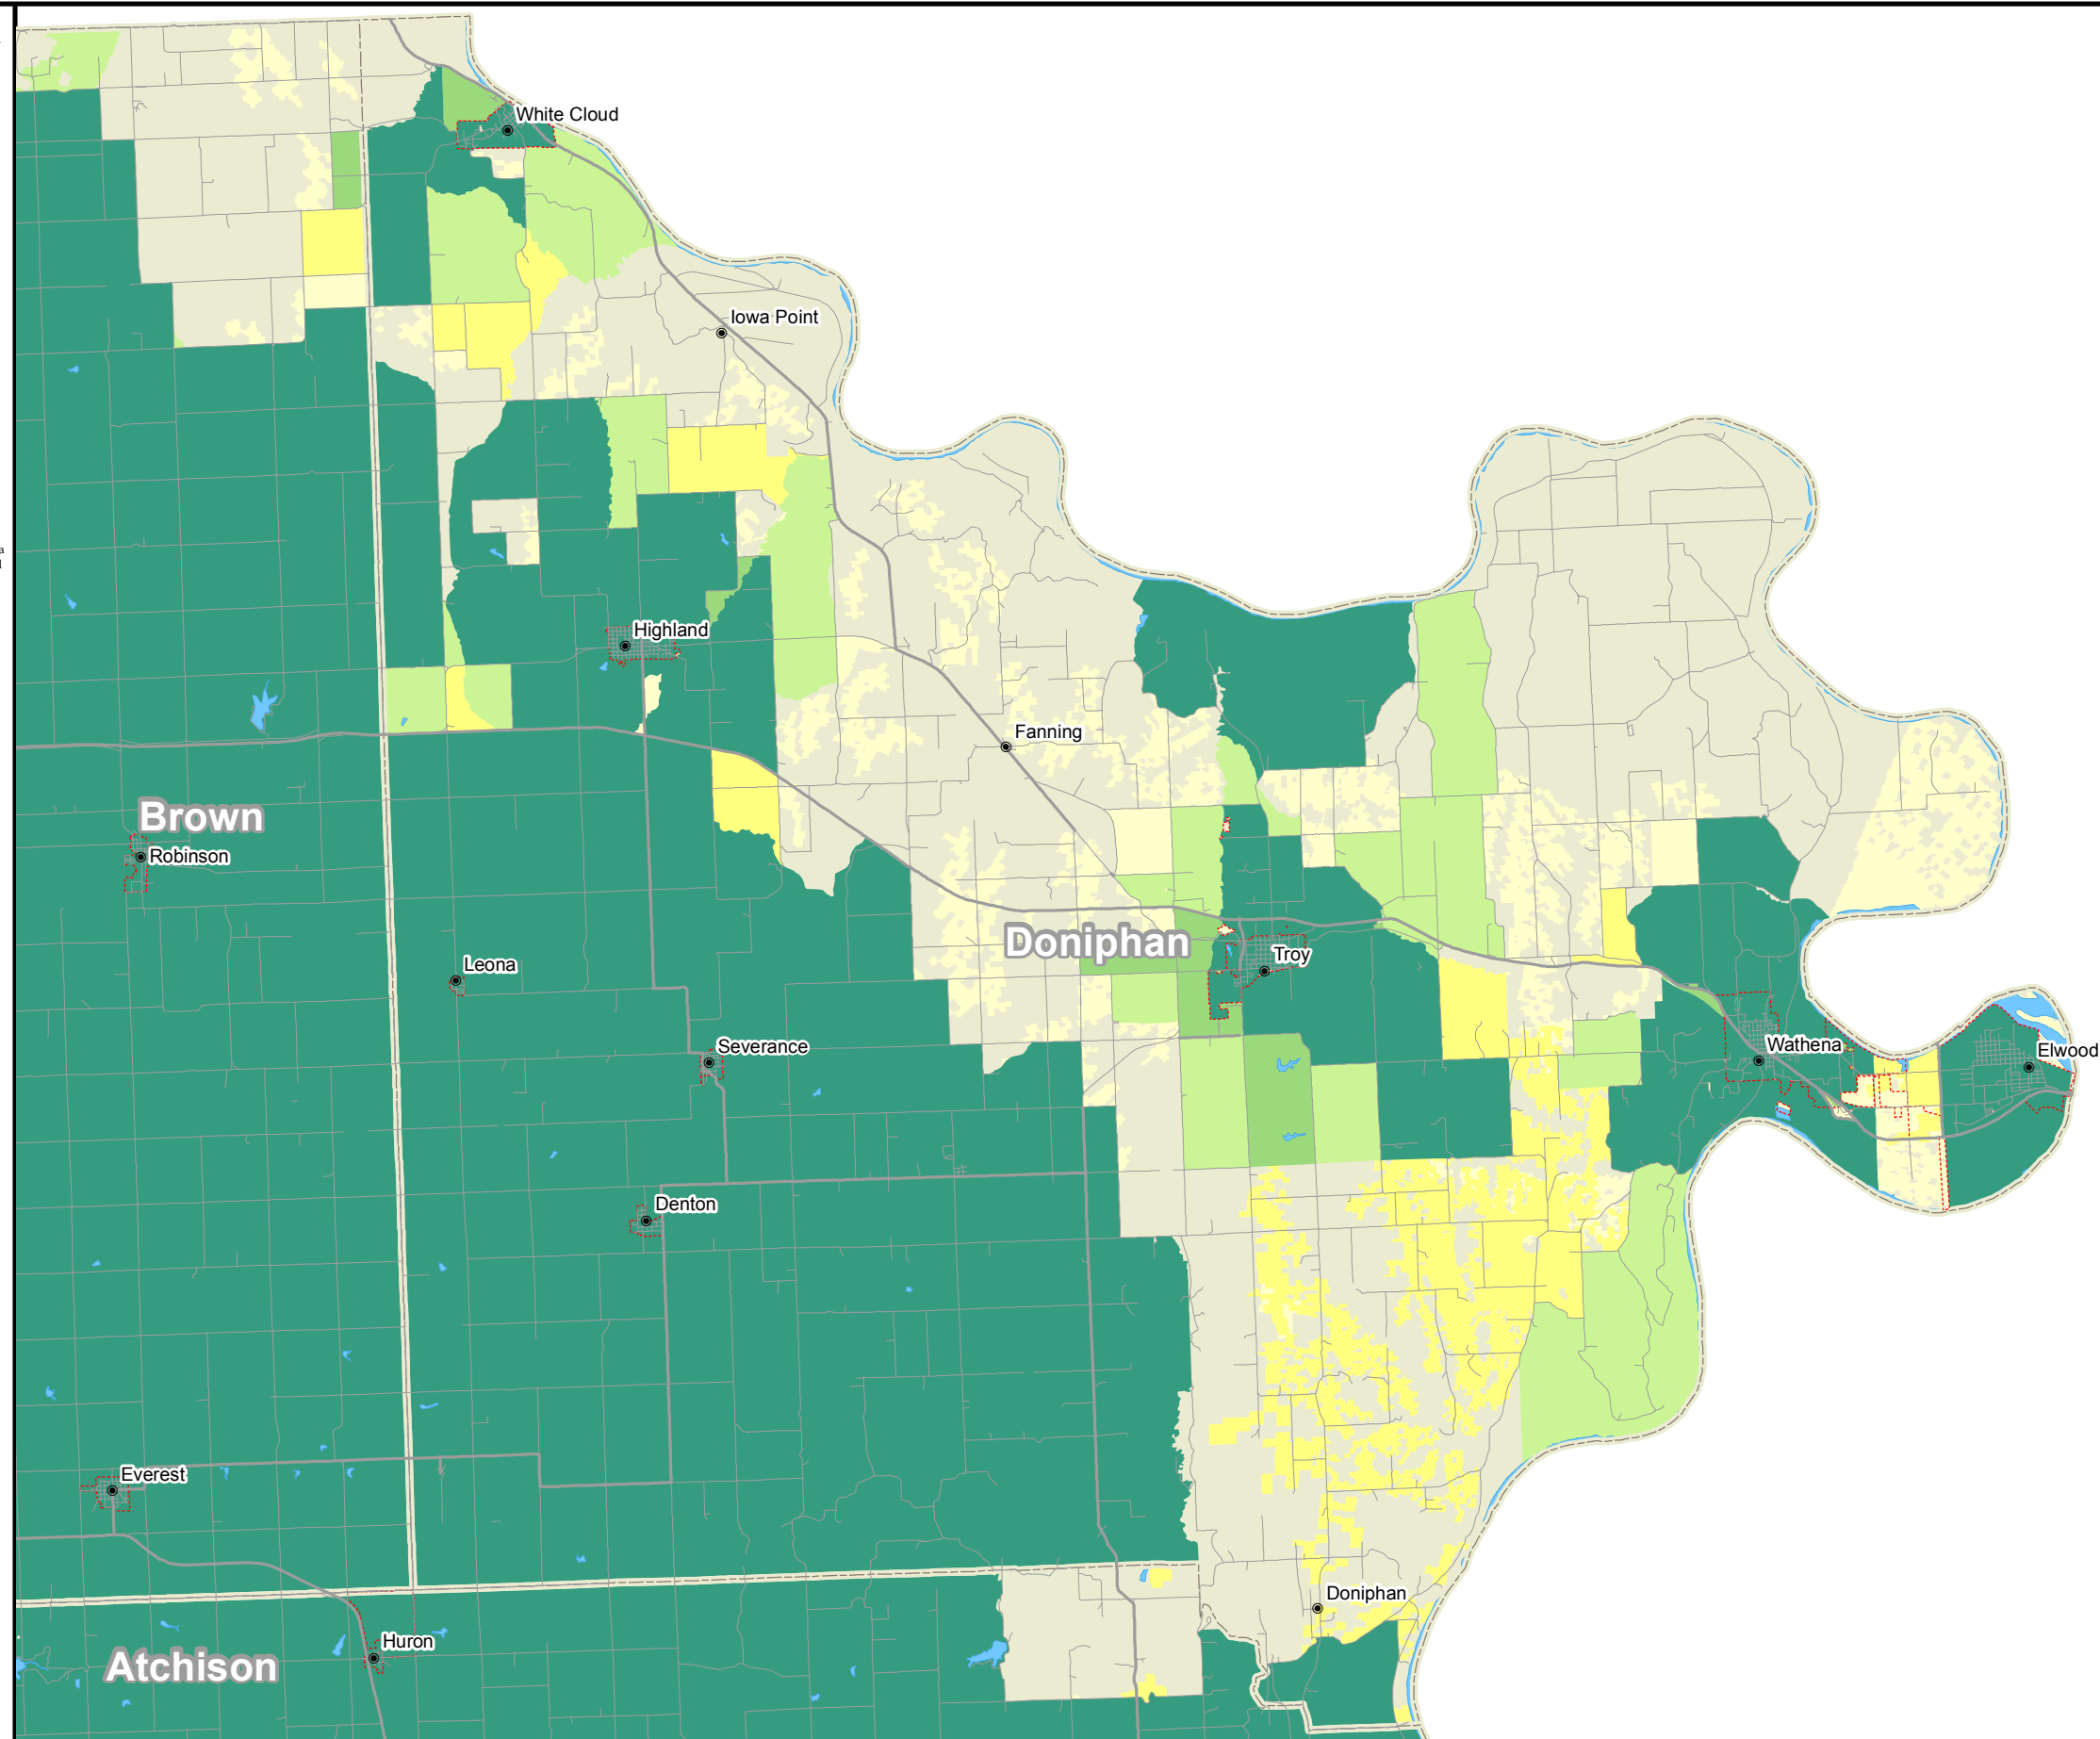 White Cloud
Iowa Point
Highland
Fanning
Brown
Robinson
Doniphan
Troy
Leona
Severance
Wathena
Elwood
Denton
Everest
Doniphan
Huron
Atchison